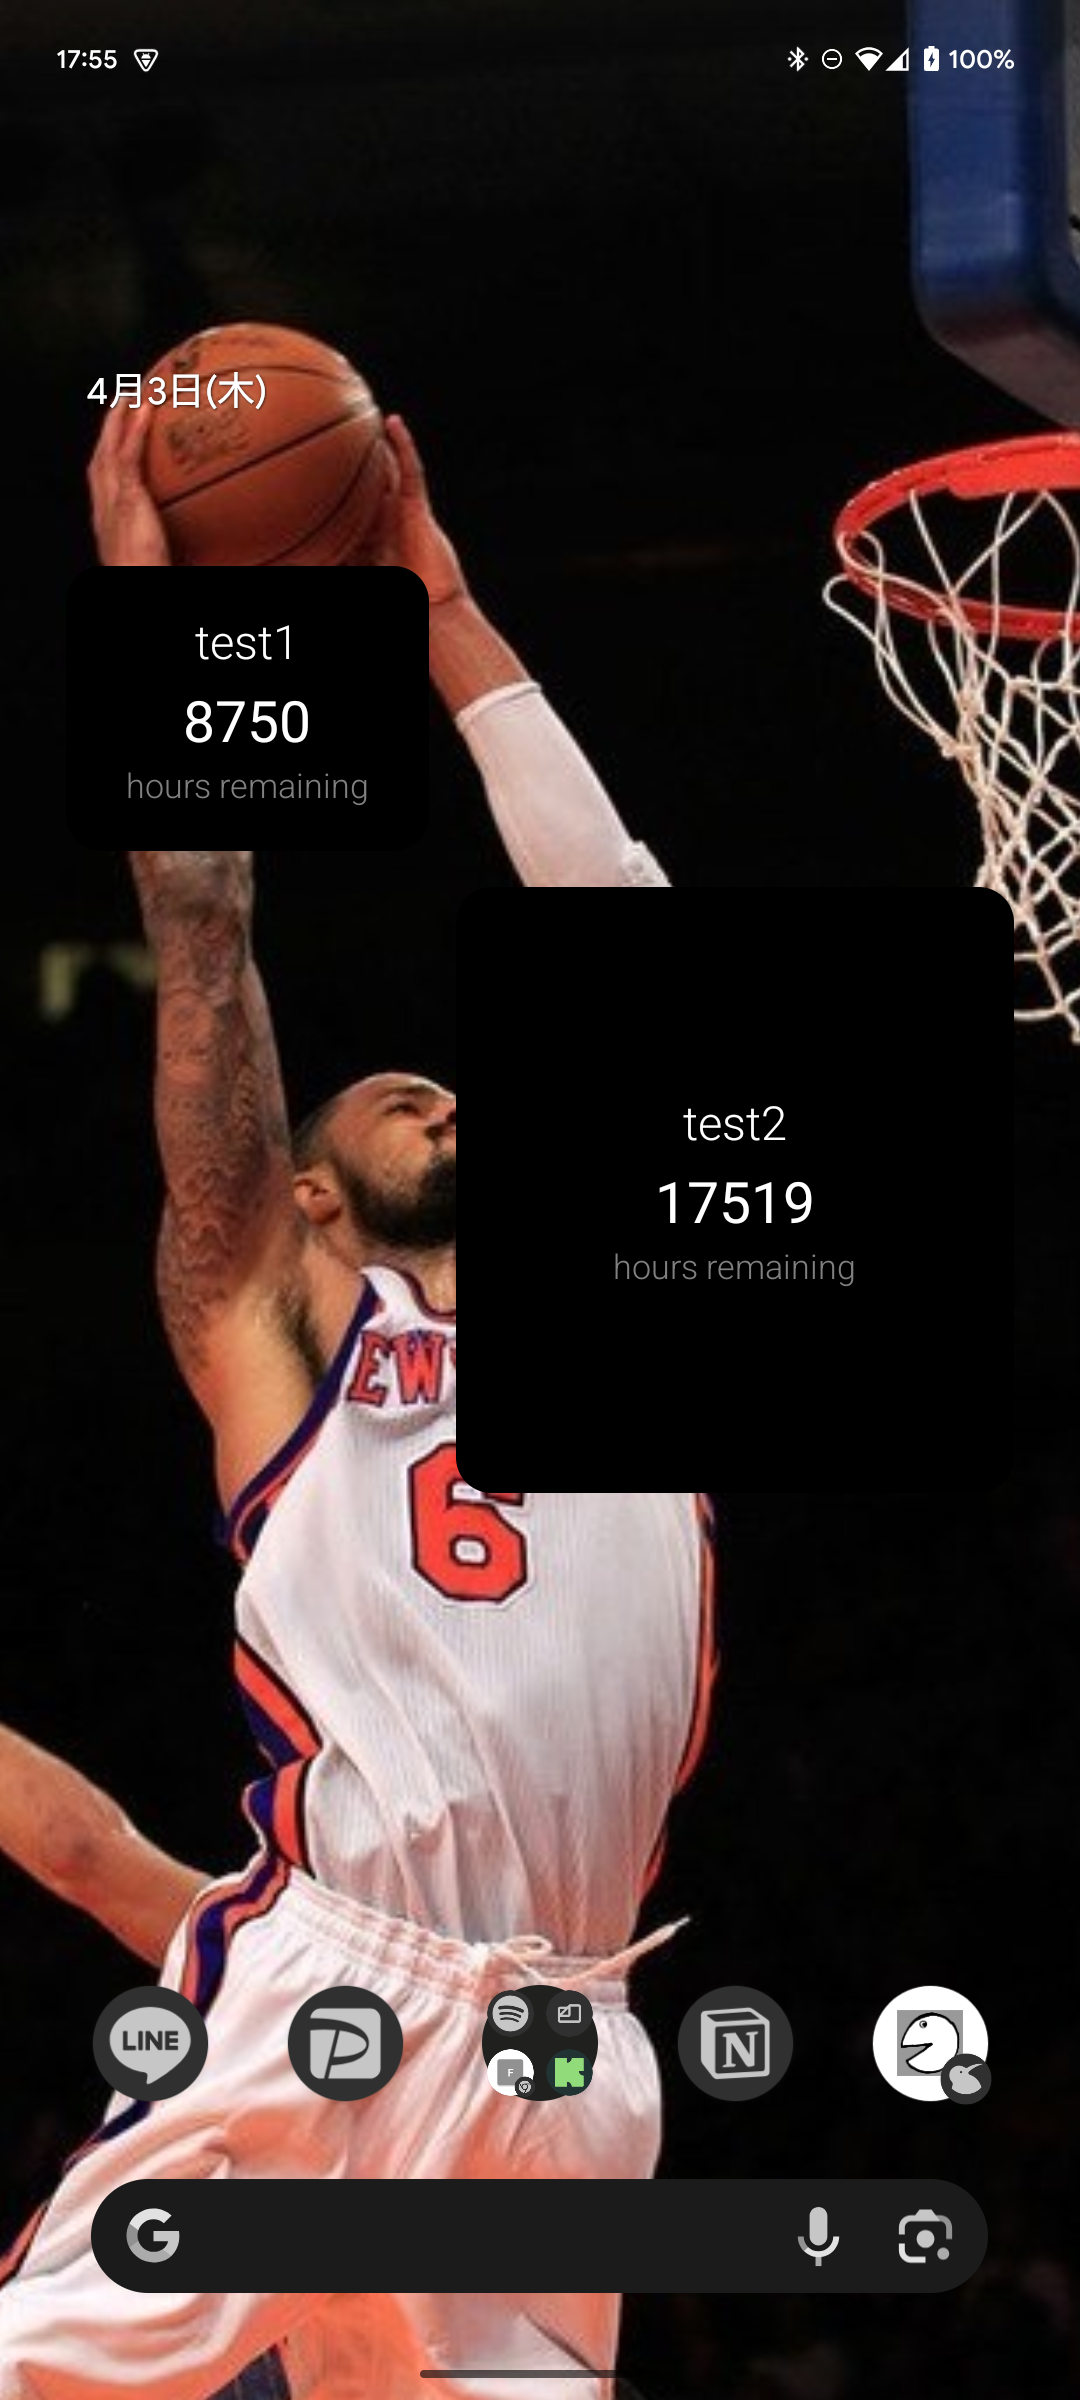 17:55
100%
4月3日(木)
test1
8750
hours remaining
test2
17519
hours remaining
EW
6
LINE
N
F
K
G